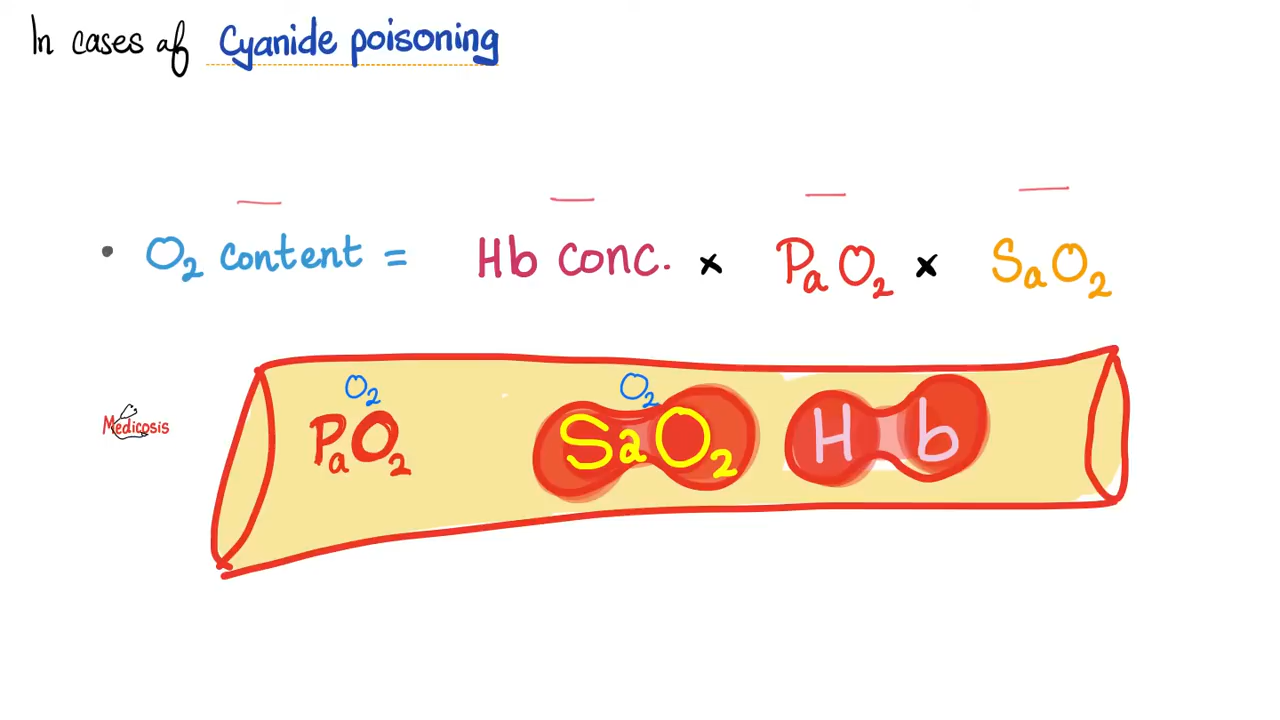 In cases of Cyanide poisoning
• O₂ content = Hb conc. × PaO₂ × SaO₂
O₂ O₂
Medicosis PaO₂ SaO₂ Hb